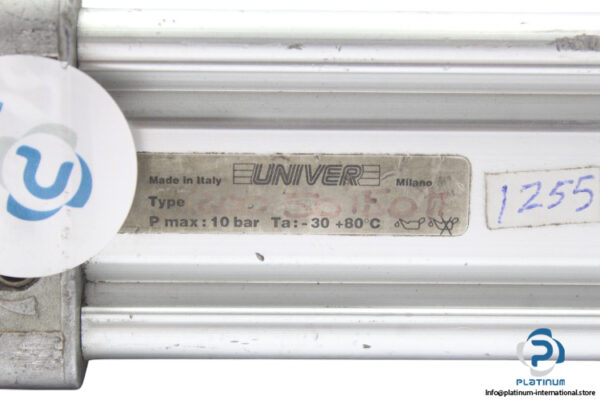 Made in Italy UNIVER Milano
Type
P max : 10 bar Ta : - 30 +80°C
1255
PLATINUM
Info@platinum-international.store